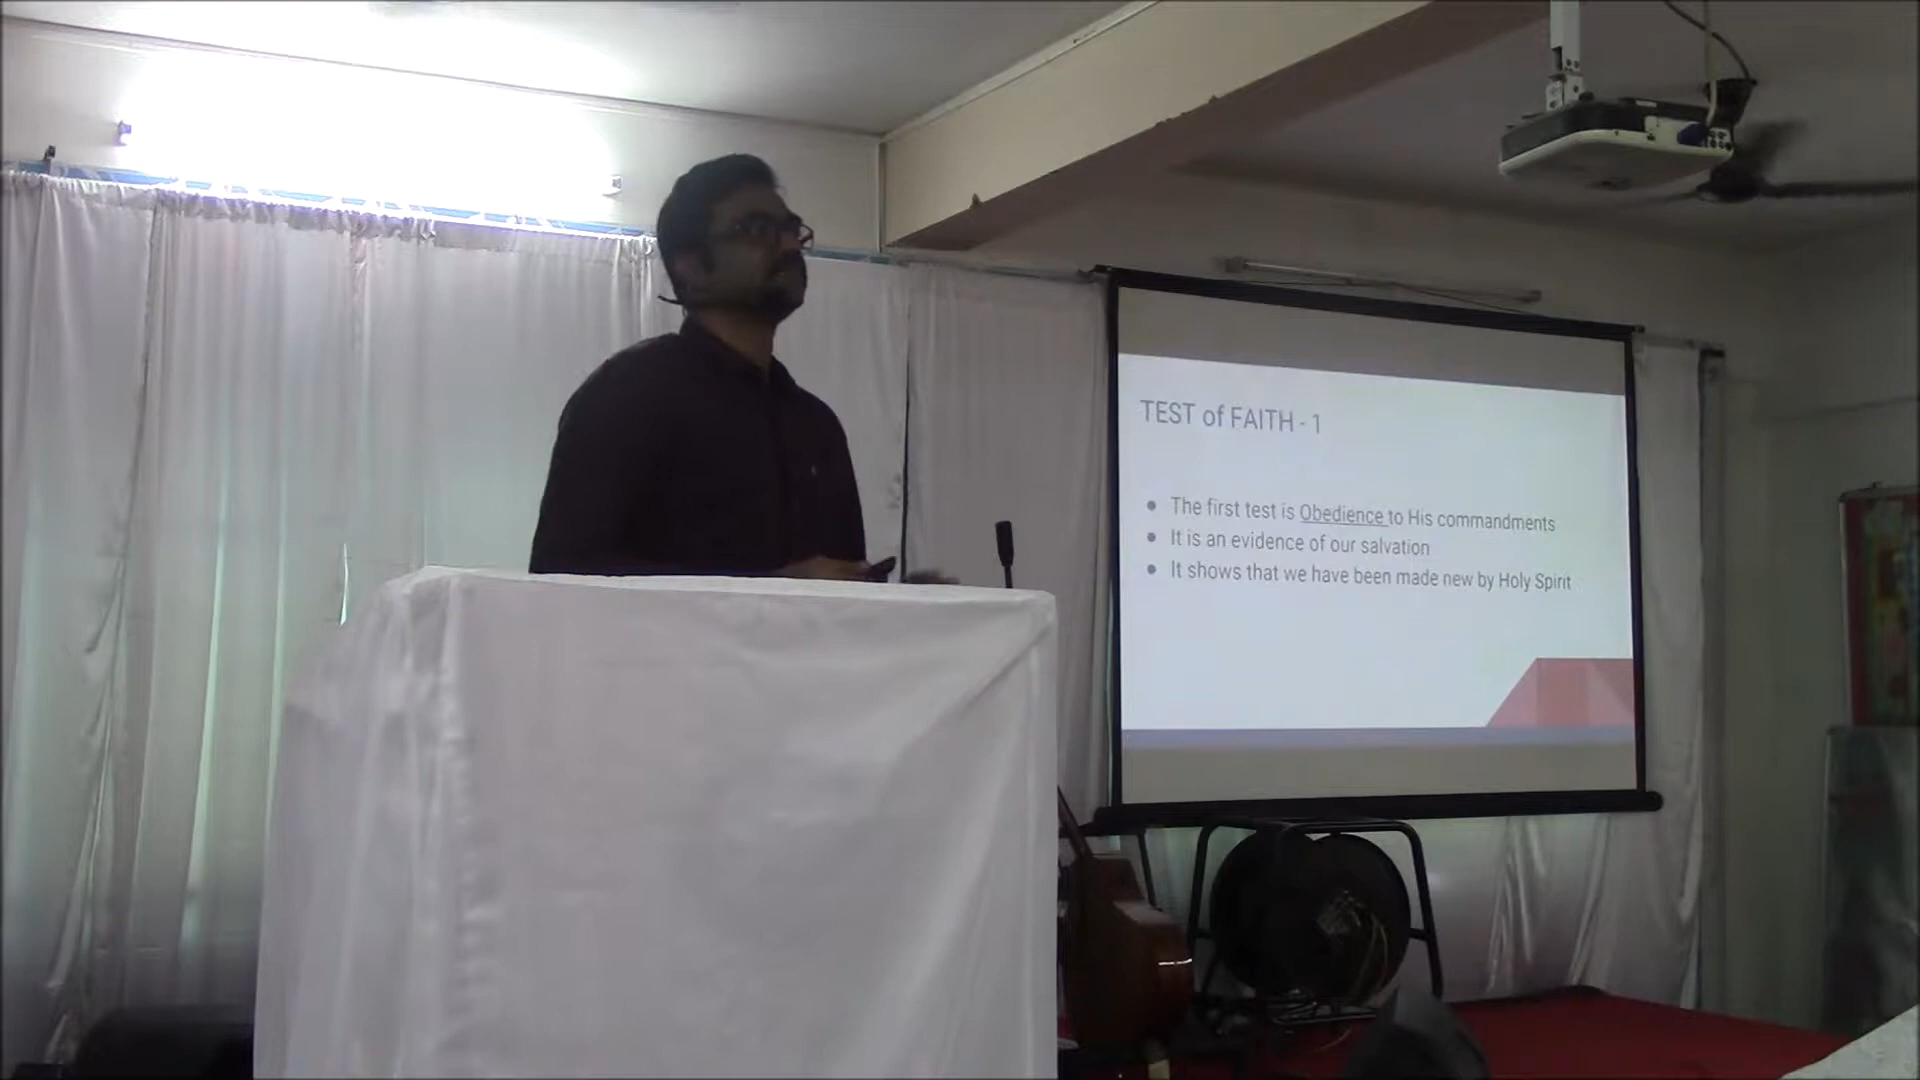 TEST of FAITH - 1
The first test is Obedience to His commandments
It is an evidence of our salvation
It shows that we have been made new by Holy Spirit